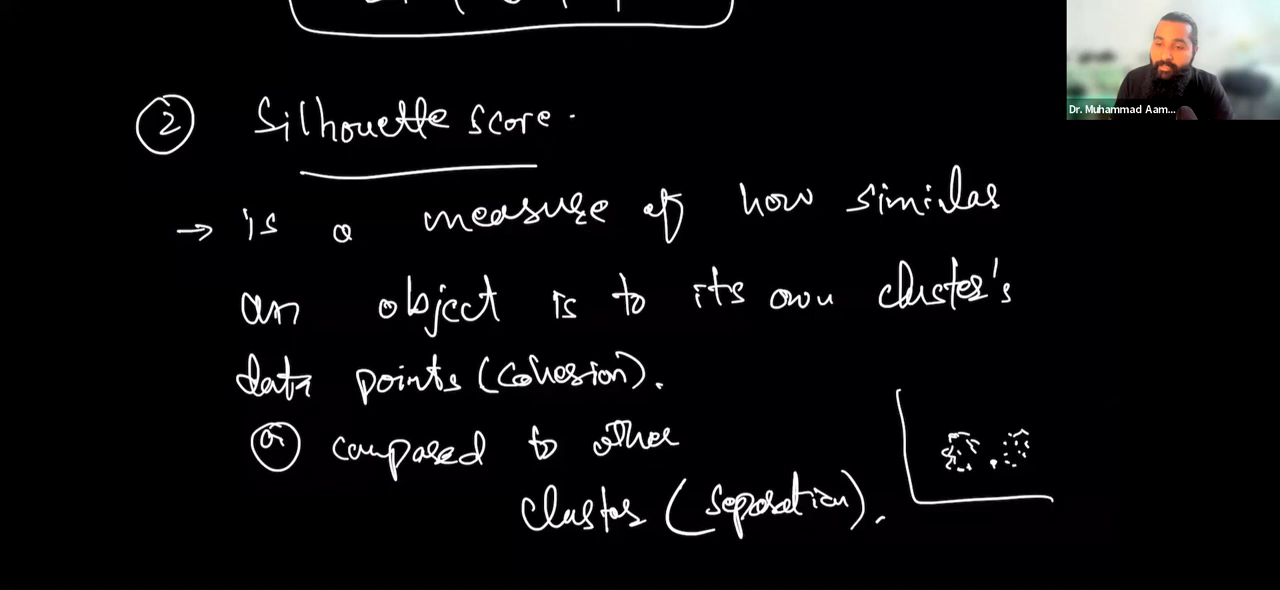 Dr. Muhammad Aam...
2 Silhouette score.
→ is a measure of how similar
an object is to its own cluster's
data points (cohesion).
or compared to other
clusters (separation).